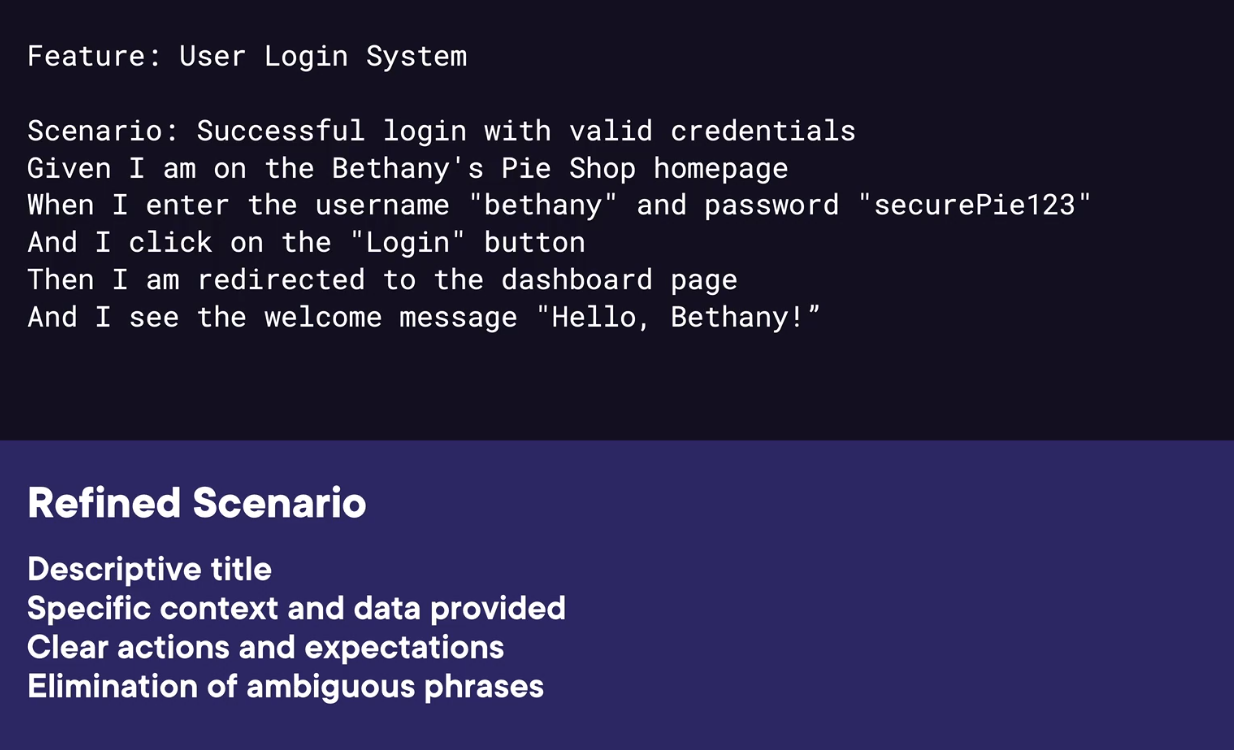 Feature: User Login System
Scenario: Successful login with valid credentials
Given I am on the Bethany's Pie Shop homepage
When I enter the username "bethany" and password "securePie123"
And I click on the "Login" button
Then I am redirected to the dashboard page
And I see the welcome message "Hello, Bethany!”
Refined Scenario
Descriptive title
Specific context and data provided
Clear actions and expectations
Elimination of ambiguous phrases